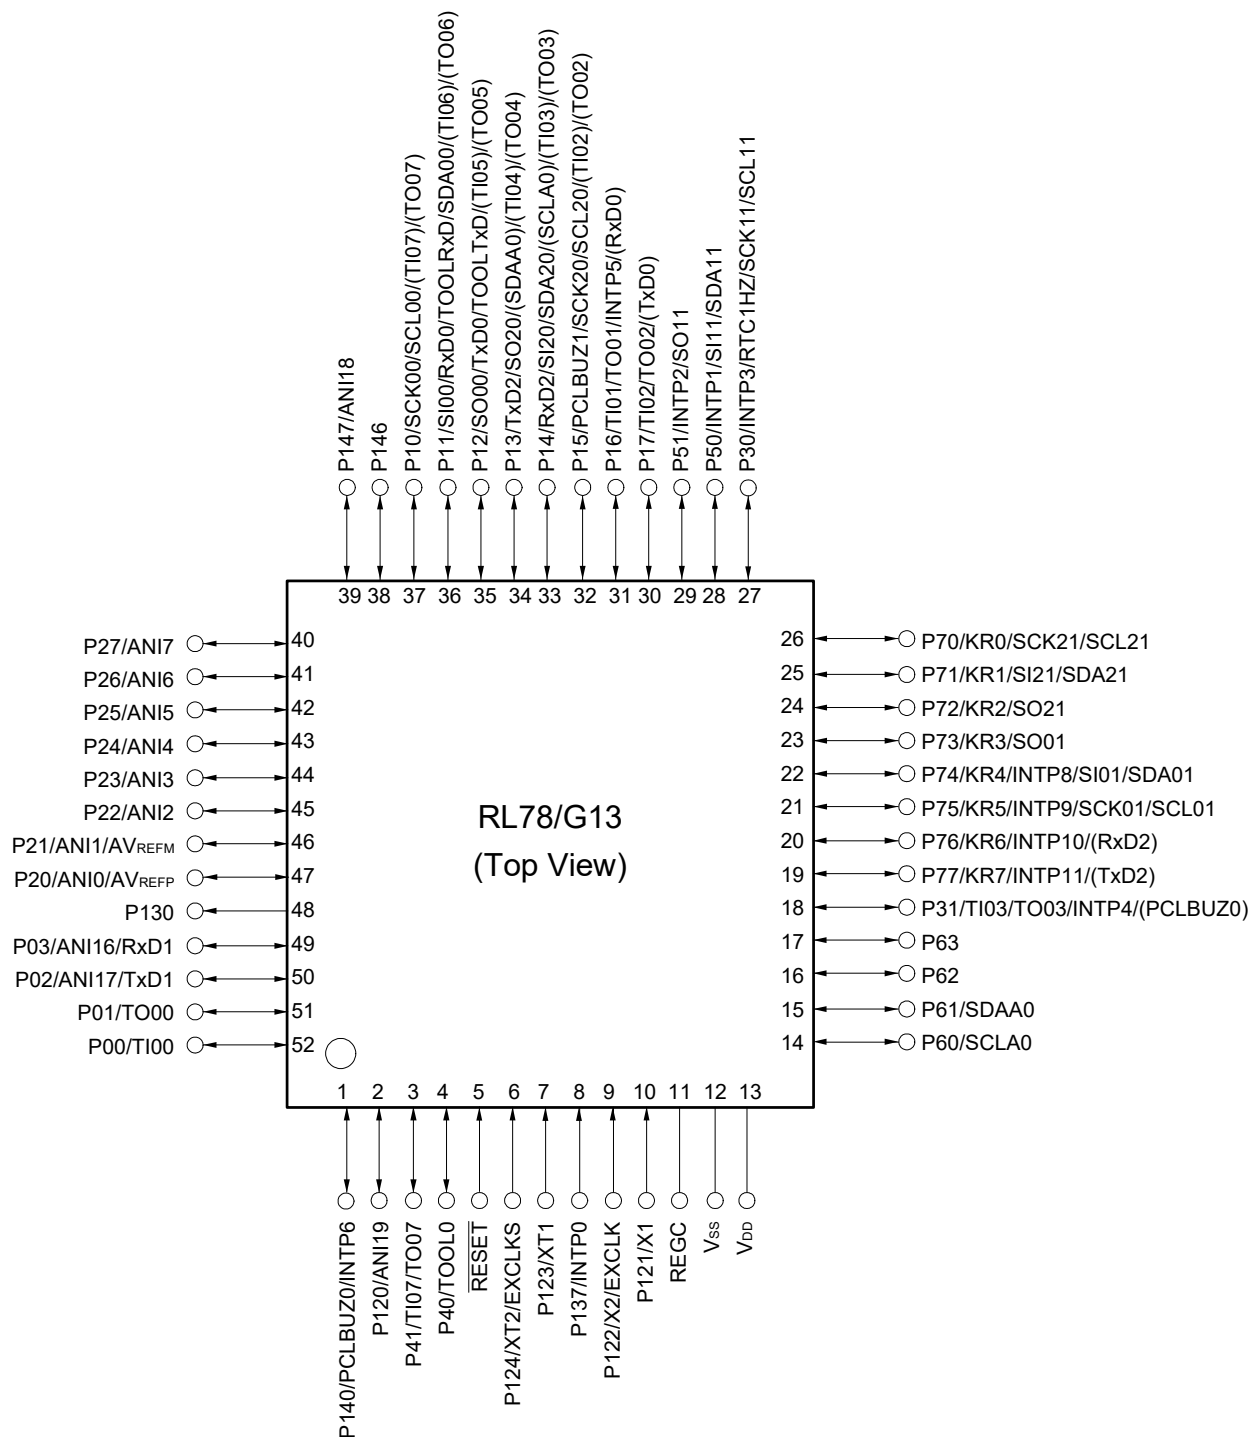 P147/ANI18
P146
P10/SCK00/SCL00/(TI07)/(TO07)
P11/SI00/RxD0/TOOLRxD/SDA00/(TI06)/(TO06)
P12/SO00/TxD0/TOOLTxD/(TI05)/(TO05)
P13/TxD2/SO20/(SDAA0)/(TI04)/(TO04)
P14/RxD2/SI20/SDA20/(SCLA0)/(TI03)/(TO03)
P15/PCLBUZ1/SCK20/SCL20/(TI02)/(TO02)
P16/TI01/TO01/INTP5/(RxD0)
P17/TI02/TO02/(TxD0)
P51/INTP2/SO11
P50/INTP1/SI11/SDA11
P30/INTP3/RTC1HZ/SCK11/SCL11
39 38 37 36 35 34 33 32 31 30 29 28 27
P27/ANI7 40
P26/ANI6 41
P25/ANI5 42
P24/ANI4 43
P23/ANI3 44
P22/ANI2 45
P21/ANI1/AVREFM 46
P20/ANI0/AVREFP 47
P130 48
P03/ANI16/RxD1 49
P02/ANI17/TxD1 50
P01/TO00 51
P00/TI00 52
RL78/G13
(Top View)
26 P70/KR0/SCK21/SCL21
25 P71/KR1/SI21/SDA21
24 P72/KR2/SO21
23 P73/KR3/SO01
22 P74/KR4/INTP8/SI01/SDA01
21 P75/KR5/INTP9/SCK01/SCL01
20 P76/KR6/INTP10/(RxD2)
19 P77/KR7/INTP11/(TxD2)
18 P31/TI03/TO03/INTP4/(PCLBUZ0)
17 P63
16 P62
15 P61/SDAA0
14 P60/SCLA0
1 2 3 4 5 6 7 8 9 10 11 12 13
P140/PCLBUZ0/INTP6
P120/ANI19
P41/TI07/TO07
P40/TOOL0
RESET
P124/XT2/EXCLKS
P123/XT1
P137/INTP0
P122/X2/EXCLK
P121/X1
REGC
VSS
VDD